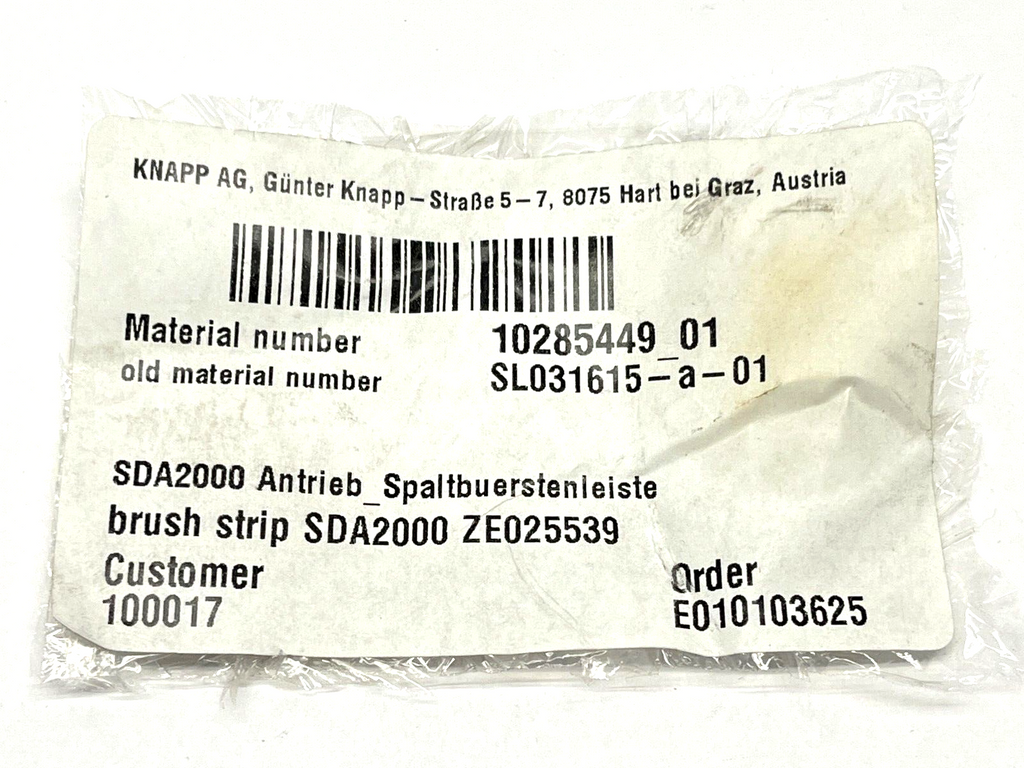 KNAPP AG, Günter Knapp – Straße 5 – 7, 8075 Hart bei Graz, Austria
Material number 10285449_01
old material number SL031615-a-01
SDA2000 Antrieb_Spaltbuerstenleiste
brush strip SDA2000 ZE025539
Customer Order
100017 E010103625